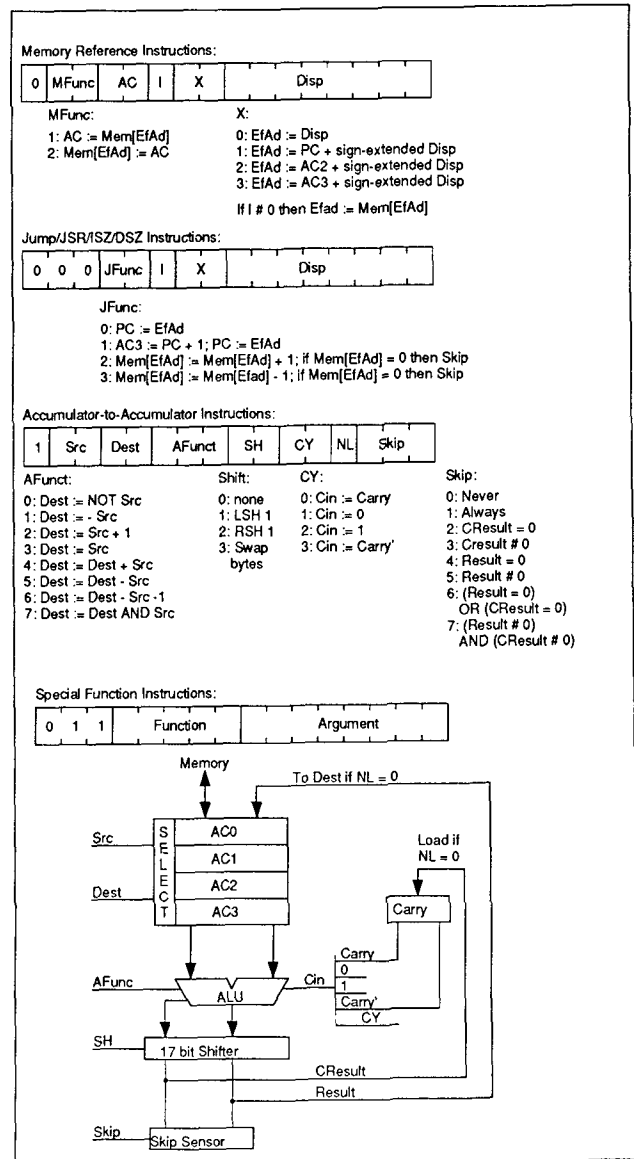 Memory Reference Instructions:
0 MFunc AC I X Disp
MFunc:
1: AC := Mem[EfAd]
2: Mem[EfAd] := AC
X:
0: EfAd := Disp
1: EfAd := PC + sign-extended Disp
2: EfAd := AC2 + sign-extended Disp
3: EfAd := AC3 + sign-extended Disp
If I # 0 then Efad := Mem[EfAd]
Jump/JSR/ISZ/DSZ Instructions:
0 0 0 JFunc I X Disp
JFunc:
0: PC := EfAd
1: AC3 := PC + 1; PC := EfAd
2: Mem[EfAd] := Mem[EfAd] + 1; if Mem[EfAd] = 0 then Skip
3: Mem[EfAd] := Mem[Efad] - 1; if Mem[EfAd] = 0 then Skip
Accumulator-to-Accumulator Instructions:
1 Src Dest AFunct SH CY NL Skip
AFunct:
0: Dest := NOT Src
1: Dest := - Src
2: Dest := Src + 1
3: Dest := Src
4: Dest := Dest + Src
5: Dest := Dest - Src
6: Dest := Dest - Src -1
7: Dest := Dest AND Src
Shift:
0: none
1: LSH 1
2: RSH 1
3: Swap
bytes
CY:
0: Cin := Carry
1: Cin := 0
2: Cin := 1
3: Cin := Carry'
Skip:
0: Never
1: Always
2: CResult = 0
3: Cresult # 0
4: Result = 0
5: Result # 0
6: (Result = 0)
OR (CResult = 0)
7: (Result # 0)
AND (CResult # 0)
Special Function Instructions:
0 1 1 Function Argument
Memory
To Dest if NL = 0
Src
Dest
SELECT
AC0
AC1
AC2
AC3
Load if
NL = 0
Carry
AFunc
ALU
Cin
Carry
0
1
Carry'
CY
SH
17 bit Shifter
CResult
Result
Skip
Skip Sensor